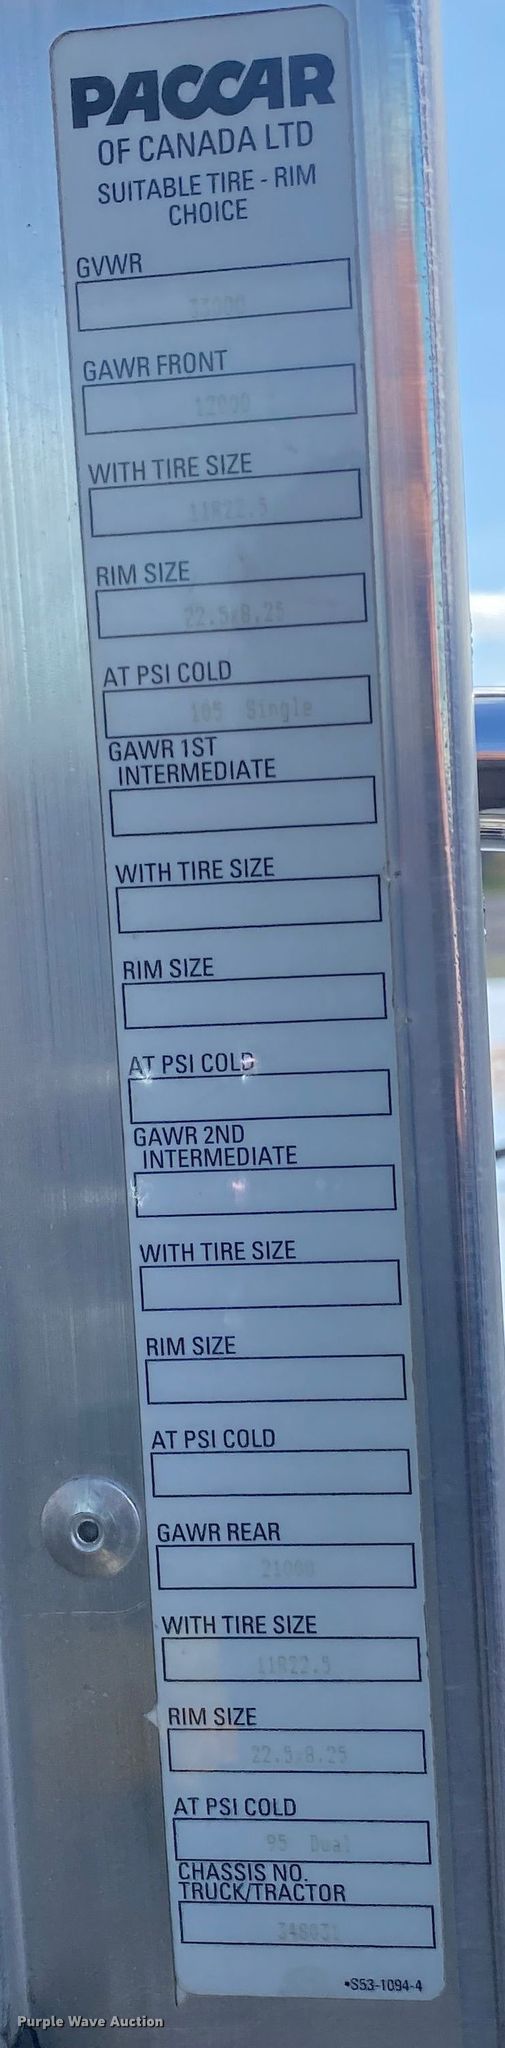 PACCAR
OF CANADA LTD
SUITABLE TIRE - RIM
CHOICE
GVWR
33000
GAWR FRONT
12000
WITH TIRE SIZE
11R22.5
RIM SIZE
22.5x8.25
AT PSI COLD
105 Single
GAWR 1ST
INTERMEDIATE
WITH TIRE SIZE
RIM SIZE
AT PSI COLD
GAWR 2ND
INTERMEDIATE
WITH TIRE SIZE
RIM SIZE
AT PSI COLD
GAWR REAR
21000
WITH TIRE SIZE
11R22.5
RIM SIZE
22.5x8.25
AT PSI COLD
95 Dual
CHASSIS NO.
TRUCK/TRACTOR
•S53-1094-4
Purple Wave Auction